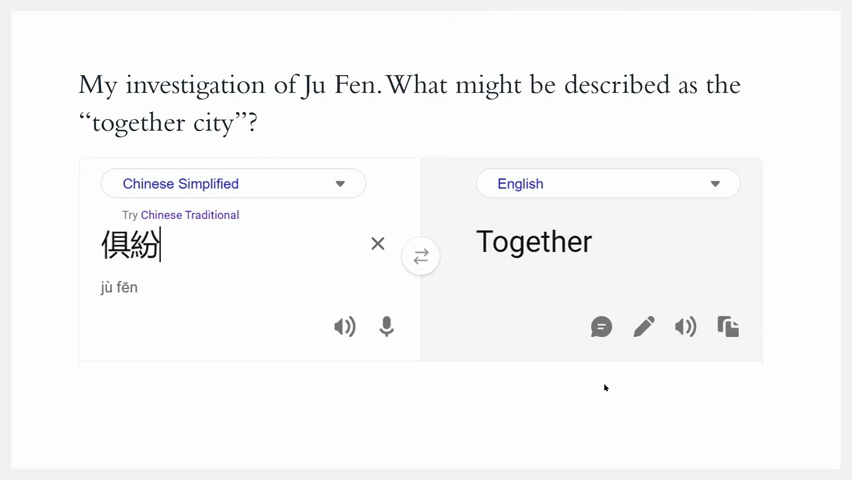 My investigation of Ju Fen. What might be described as the
“together city”?
Chinese Simplified
English
Try Chinese Traditional
俱紛
Together
jù fēn